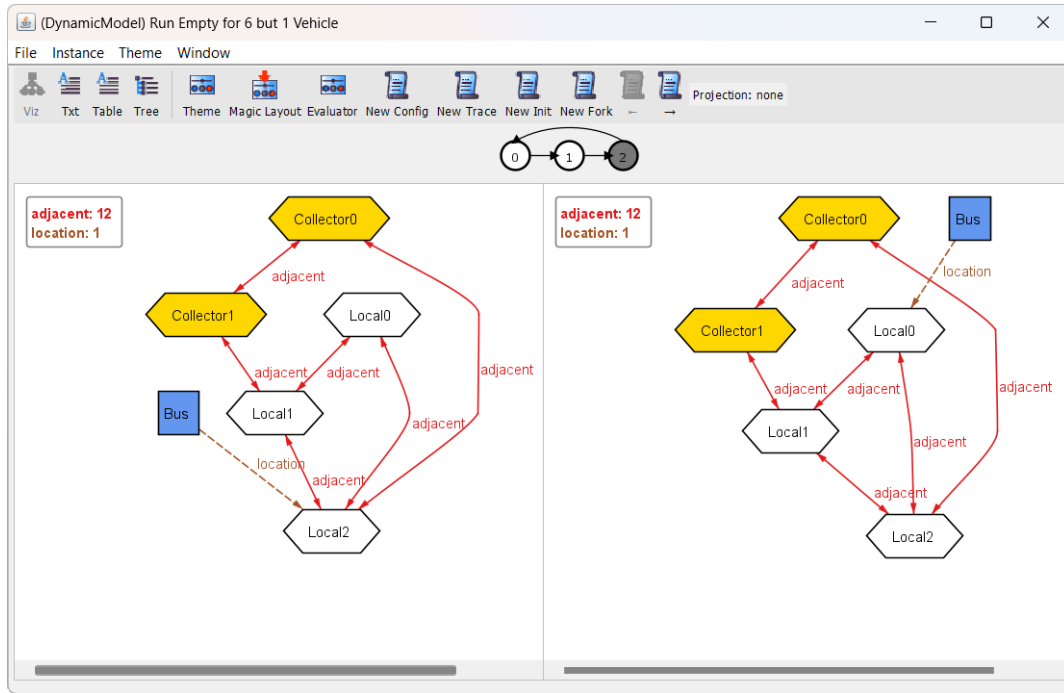 (DynamicModel) Run Empty for 6 but 1 Vehicle
File Instance Theme Window
Viz Txt Table Tree Theme Magic Layout Evaluator New Config New Trace New Init New Fork ← → Projection: none
0 1 2
adjacent: 12
location: 1
Collector0
adjacent
Collector1
Local0
adjacent
adjacent
adjacent
Bus
Local1
adjacent
location
adjacent
Local2
adjacent: 12
location: 1
Collector0
Bus
location
adjacent
Collector1
Local0
adjacent
adjacent
adjacent
Local1
adjacent
adjacent
Local2